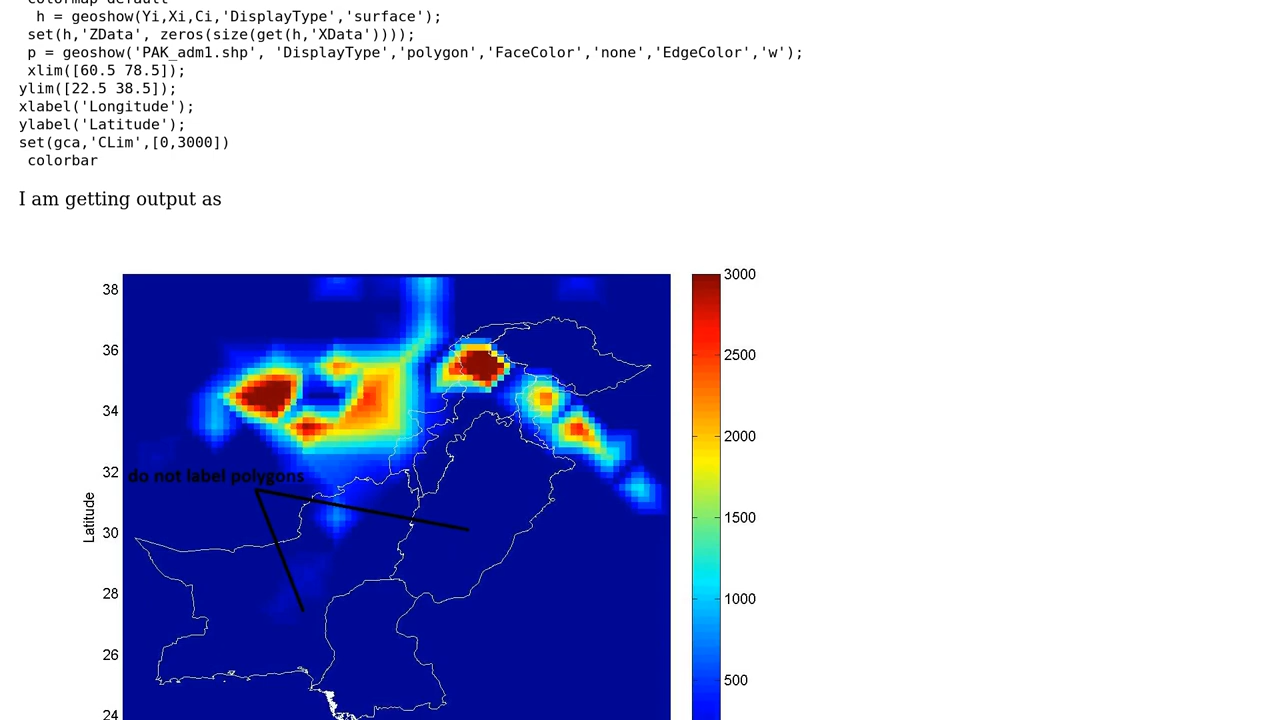 colormap default
h = geoshow(Yi,Xi,Ci,'DisplayType','surface');
set(h,'ZData', zeros(size(get(h,'XData'))));
p = geoshow('PAK_adm1.shp', 'DisplayType','polygon','FaceColor','none','EdgeColor','w');
xlim([60.5 78.5]);
ylim([22.5 38.5]);
xlabel('Longitude');
ylabel('Latitude');
set(gca,'CLim',[0,3000])
colorbar
I am getting output as
38
36
34
32
30
28
26
24
Latitude
do not label polygons
3000
2500
2000
1500
1000
500